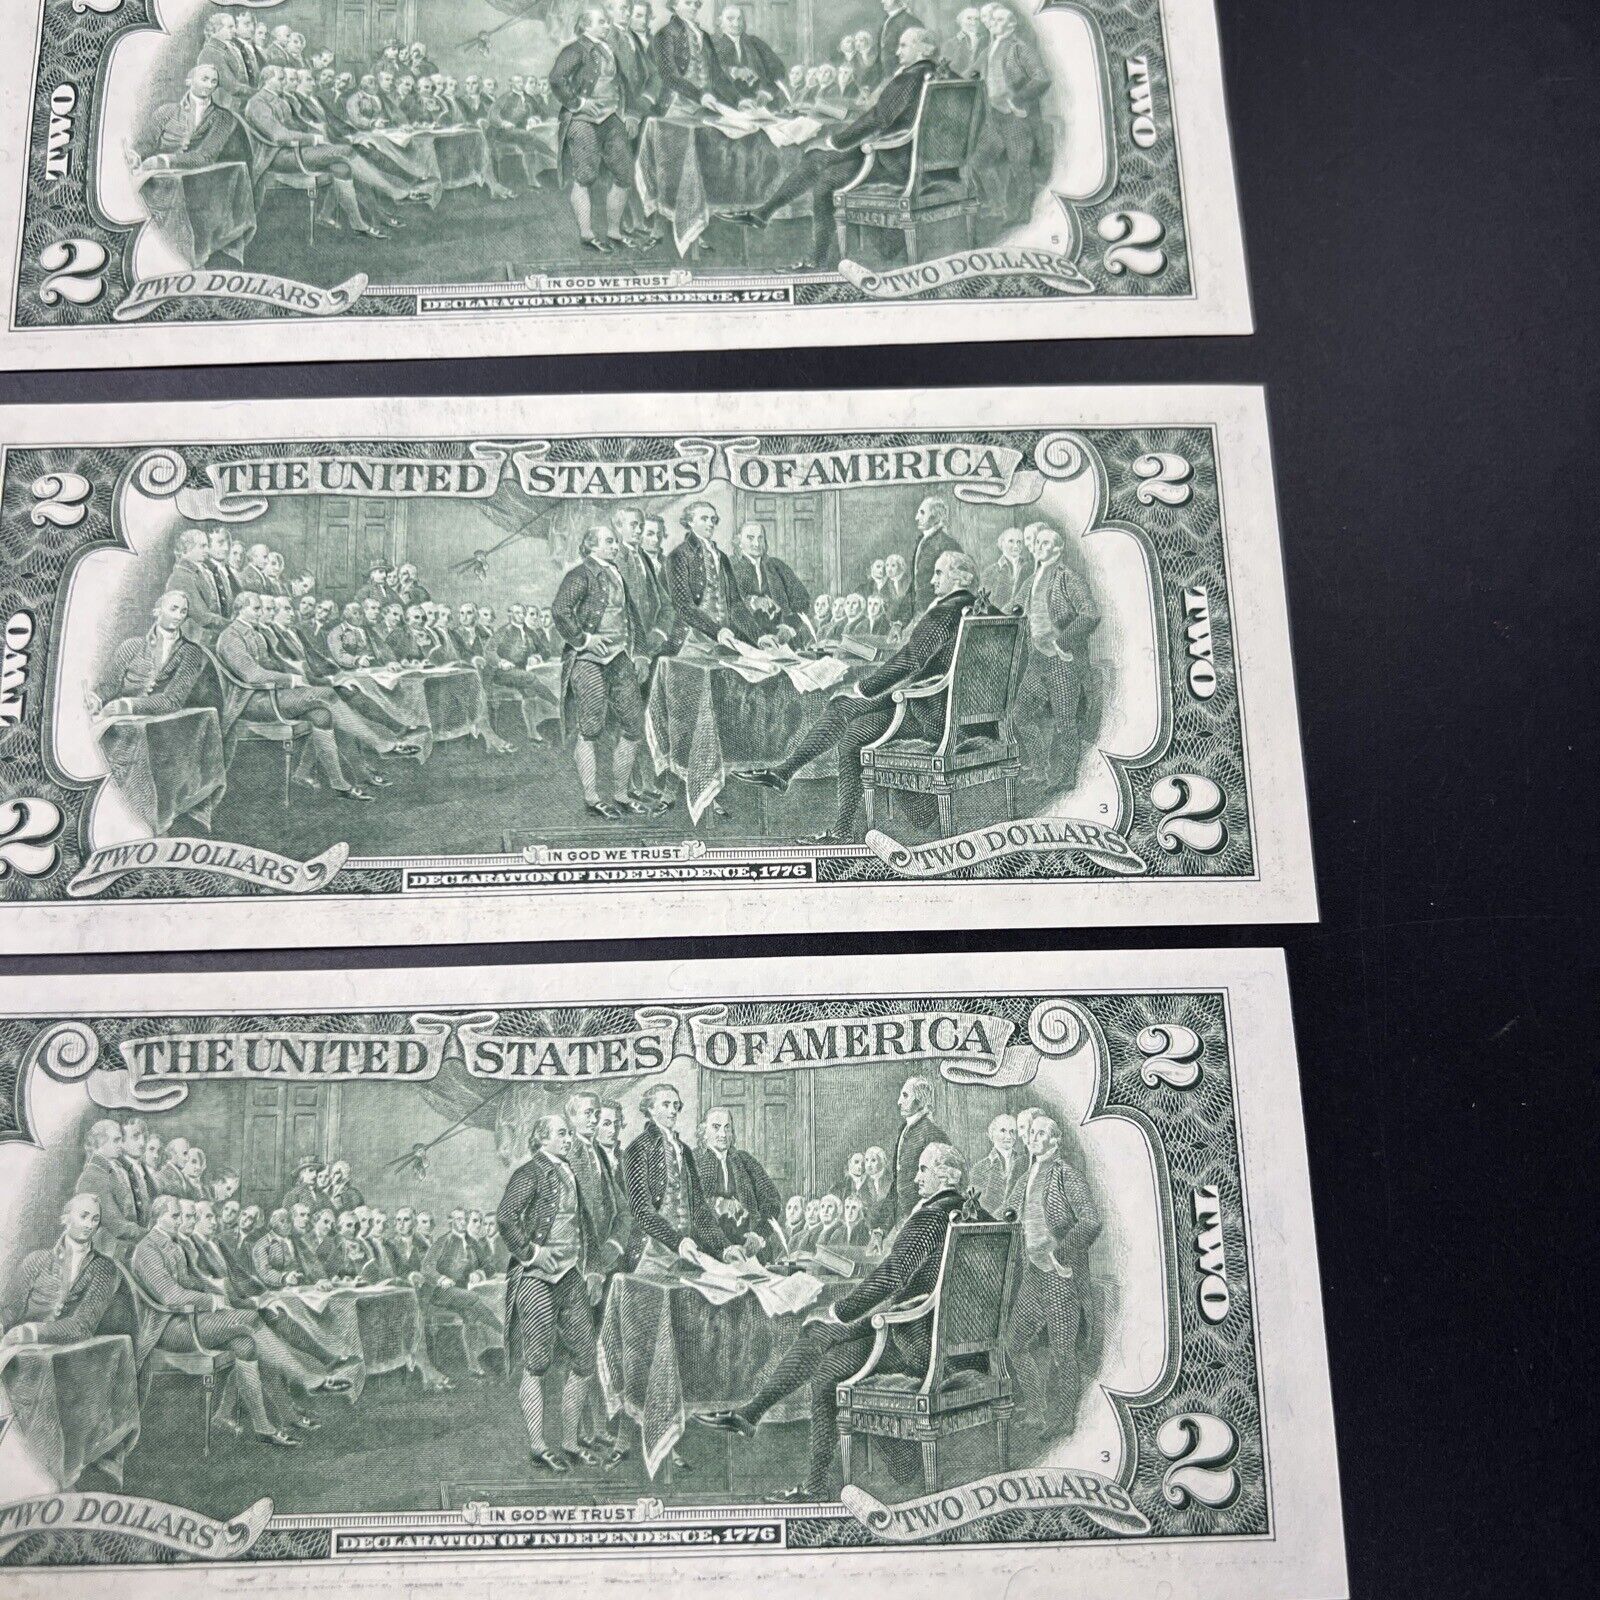 TWO
TWO
2
2
5
TWO DOLLARS
IN GOD WE TRUST
TWO DOLLARS
DECLARATION OF INDEPENDENCE, 1776
THE UNITED STATES OF AMERICA
2
2
TWO
TWO
2
2
3
TWO DOLLARS
IN GOD WE TRUST
TWO DOLLARS
DECLARATION OF INDEPENDENCE, 1776
THE UNITED STATES OF AMERICA
2
TWO
2
3
TWO DOLLARS
IN GOD WE TRUST
TWO DOLLARS
DECLARATION OF INDEPENDENCE, 1776